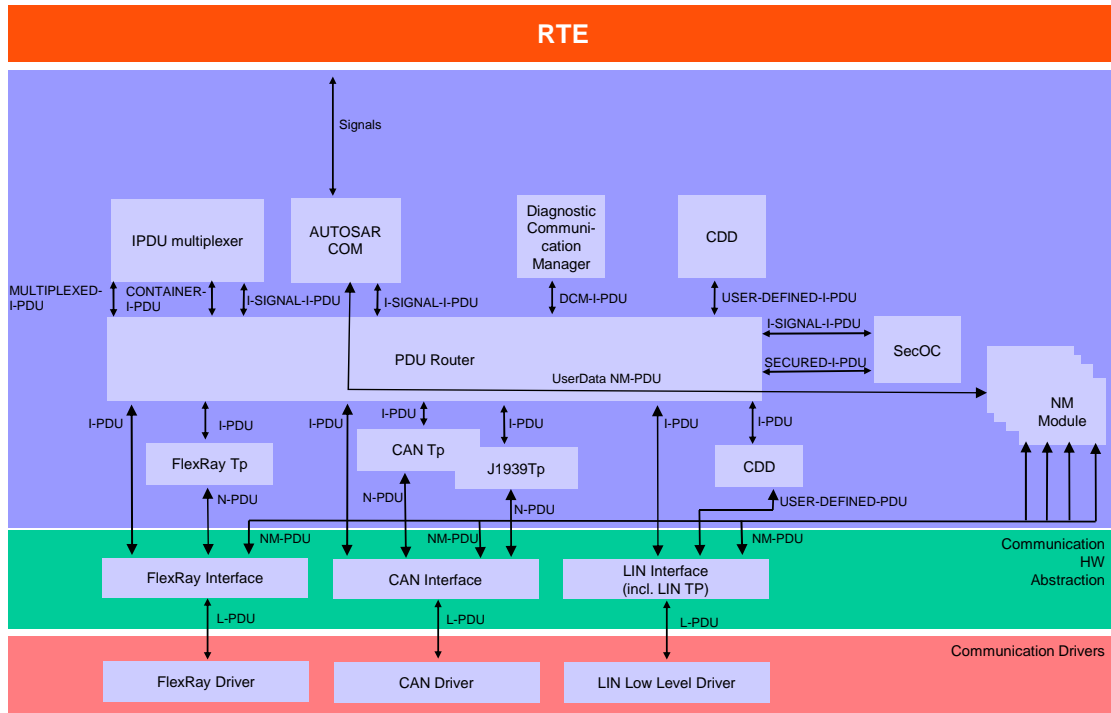 RTE
Signals
IPDU multiplexer
AUTOSAR
COM
Diagnostic
Communi-
cation
Manager
CDD
MULTIPLEXED-
I-PDU
CONTAINER-
I-PDU
I-SIGNAL-I-PDU
I-SIGNAL-I-PDU
DCM-I-PDU
USER-DEFINED-I-PDU
I-SIGNAL-I-PDU
SECURED-I-PDU
SecOC
PDU Router
UserData NM-PDU
NM
Module
I-PDU
I-PDU
I-PDU
I-PDU
I-PDU
I-PDU
I-PDU
FlexRay Tp
CAN Tp
J1939Tp
CDD
N-PDU
N-PDU
N-PDU
USER-DEFINED-PDU
NM-PDU
NM-PDU
NM-PDU
Communication
HW
Abstraction
FlexRay Interface
CAN Interface
LIN Interface
(incl. LIN TP)
L-PDU
L-PDU
L-PDU
Communication Drivers
FlexRay Driver
CAN Driver
LIN Low Level Driver